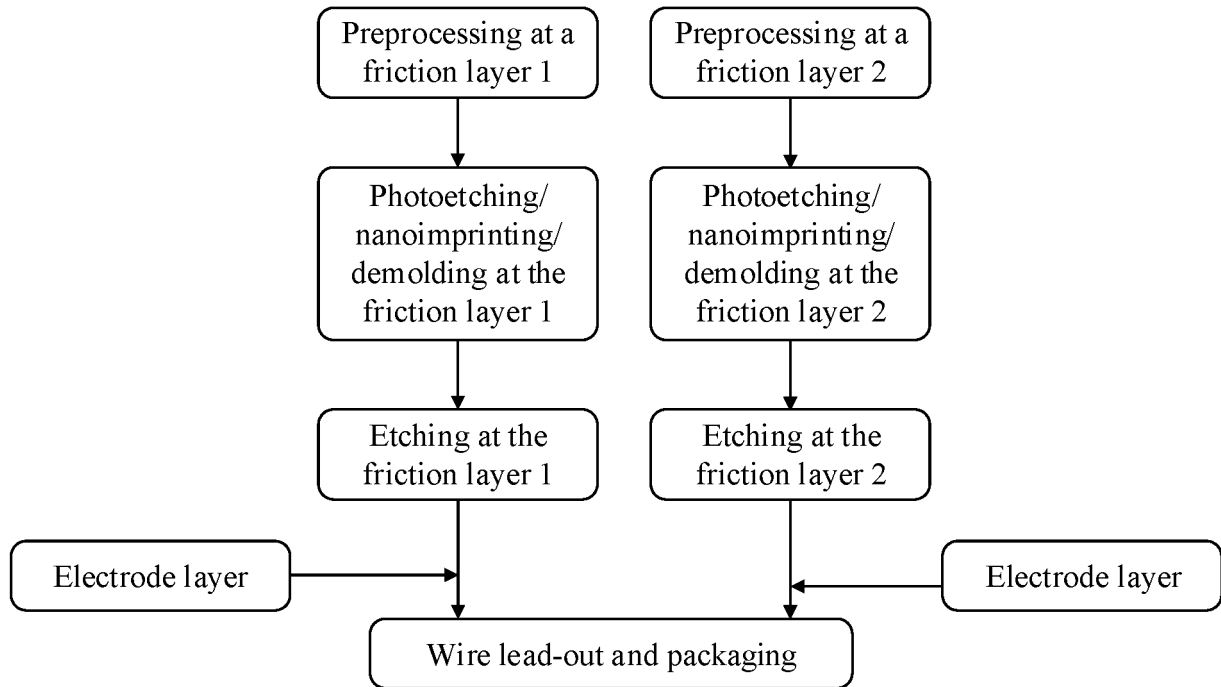 Preprocessing at a
friction layer 1
Preprocessing at a
friction layer 2
Photoetching/
nanoimprinting/
demolding at the
friction layer 1
Photoetching/
nanoimprinting/
demolding at the
friction layer 2
Etching at the
friction layer 1
Etching at the
friction layer 2
Electrode layer
Electrode layer
Wire lead-out and packaging